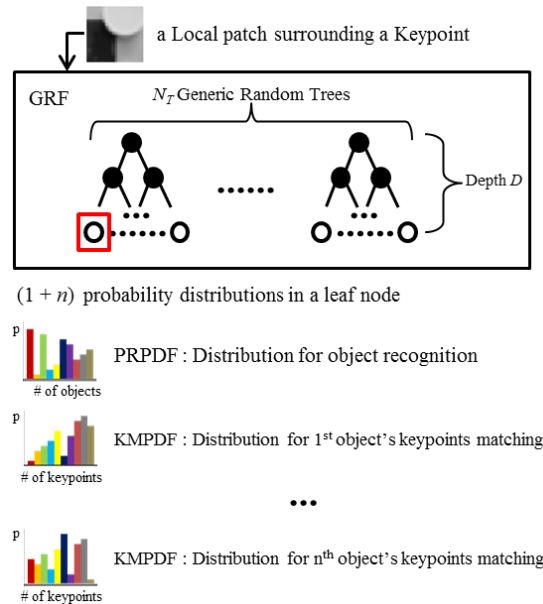 a Local patch surrounding a Keypoint
GRF
N_T Generic Random Trees
Depth D
(1 + n) probability distributions in a leaf node
p
PRPDF : Distribution for object recognition
# of objects
p
KMPDF : Distribution for 1st object's keypoints matching
# of keypoints
p
KMPDF : Distribution for nth object's keypoints matching
# of keypoints